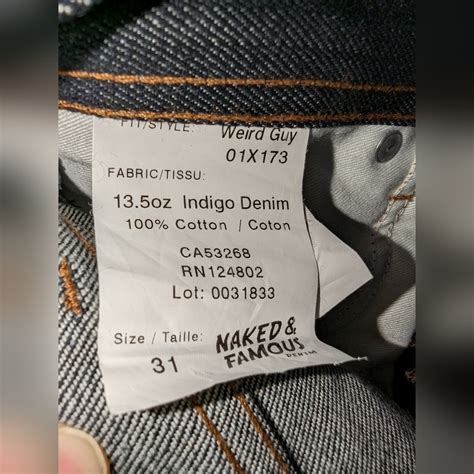 FIT/STYLE: Weird Guy
01X173
FABRIC/TISSU:
13.5oz Indigo Denim
100% Cotton / Coton
CA53268
RN124802
Lot: 0031833
Size / Taille:
31
NAKED &
FAMOUS
DENIM